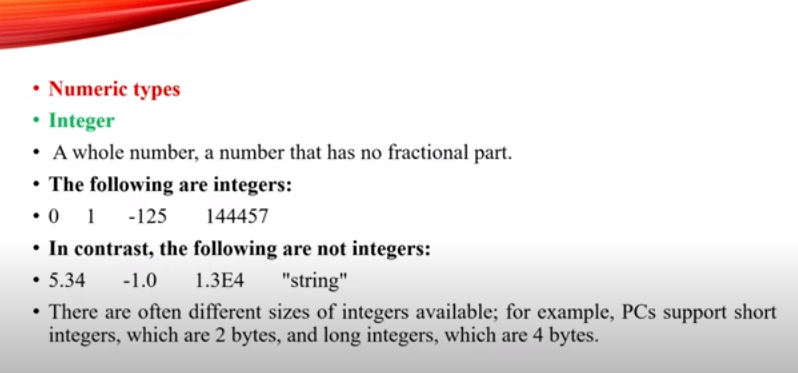 • Numeric types
• Integer
• A whole number, a number that has no fractional part.
• The following are integers:
• 0 1 -125 144457
• In contrast, the following are not integers:
• 5.34 -1.0 1.3E4 "string"
• There are often different sizes of integers available; for example, PCs support short
integers, which are 2 bytes, and long integers, which are 4 bytes.